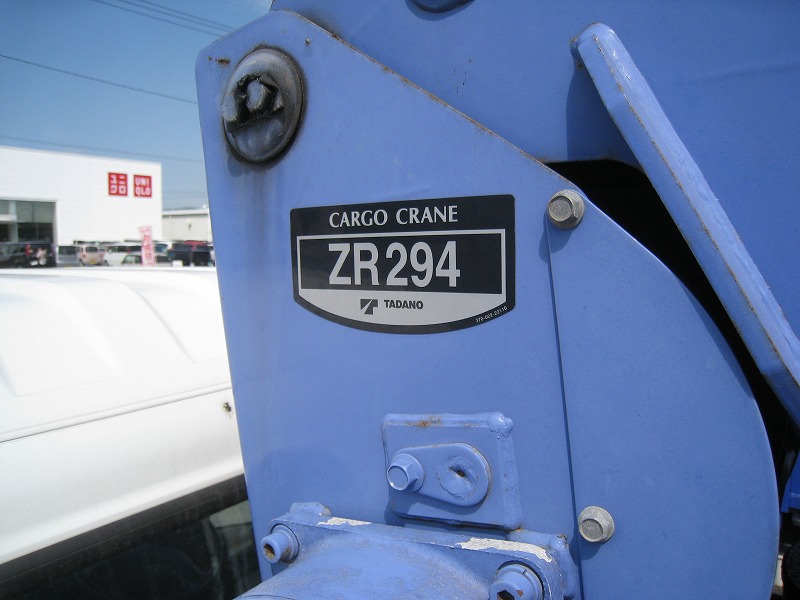 ユニ
クロ
UNI
QLO
CARGO CRANE
ZR294
TADANO